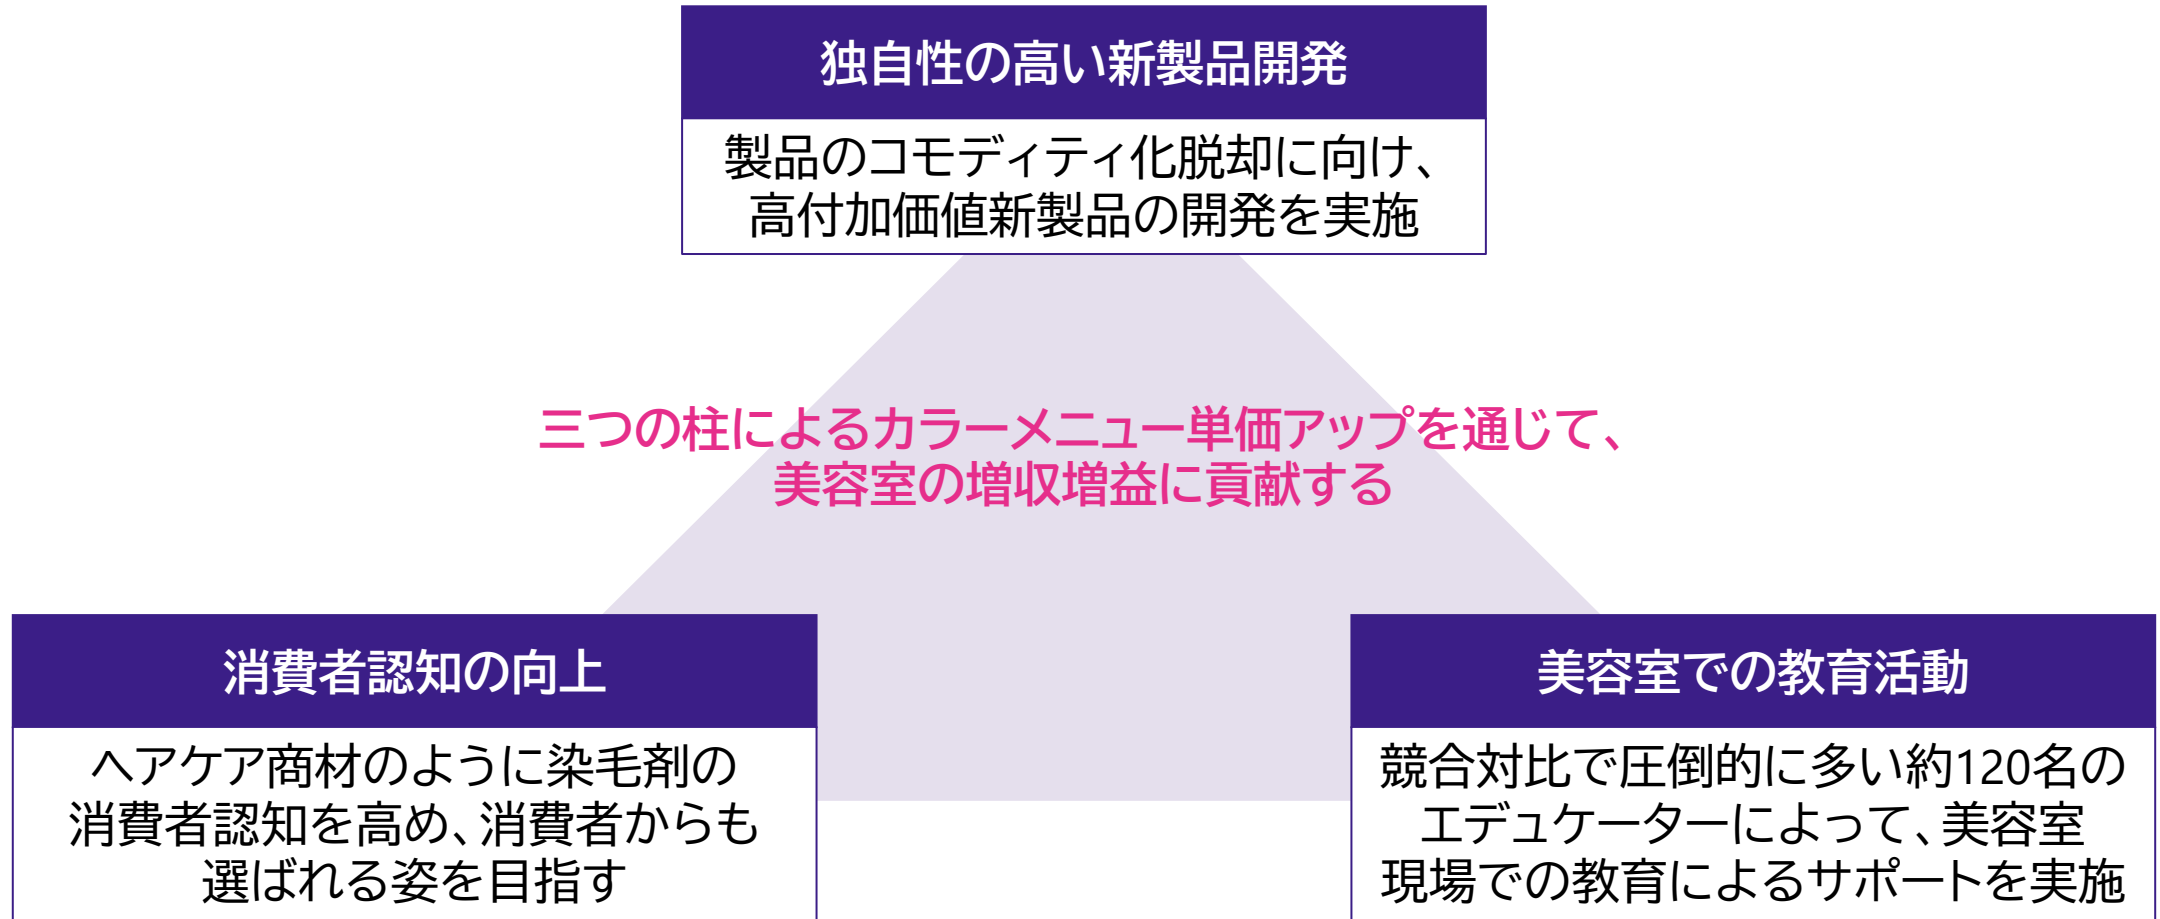 独自性の高い新製品開発
製品のコモディティ化脱却に向け、
高付加価値新製品の開発を実施
三つの柱によるカラーメニュー単価アップを通じて、
美容室の増収増益に貢献する
消費者認知の向上
ヘアケア商材のように染毛剤の
消費者認知を高め、消費者からも
選ばれる姿を目指す
美容室での教育活動
競合対比で圧倒的に多い約120名の
エデュケーターによって、美容室
現場での教育によるサポートを実施